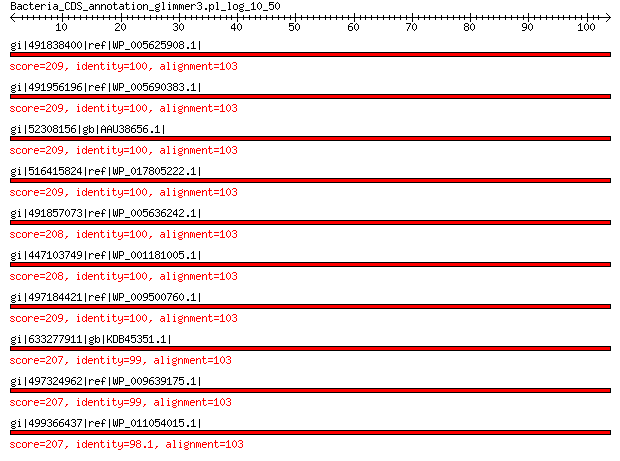 Bacteria_CDS_annotation_glimmer3.pl_log_10_50
10 20 30 40 50 60 70 80 90 100
gi|491838400|ref|WP_005625908.1|
score=209, identity=100, alignment=103
gi|491956196|ref|WP_005690383.1|
score=209, identity=100, alignment=103
gi|52308156|gb|AAU38656.1|
score=209, identity=100, alignment=103
gi|516415824|ref|WP_017805222.1|
score=209, identity=100, alignment=103
gi|491857073|ref|WP_005636242.1|
score=208, identity=100, alignment=103
gi|447103749|ref|WP_001181005.1|
score=208, identity=100, alignment=103
gi|497184421|ref|WP_009500760.1|
score=209, identity=100, alignment=103
gi|633277911|gb|KDB45351.1|
score=207, identity=99, alignment=103
gi|497324962|ref|WP_009639175.1|
score=207, identity=99, alignment=103
gi|499366437|ref|WP_011054015.1|
score=207, identity=98.1, alignment=103